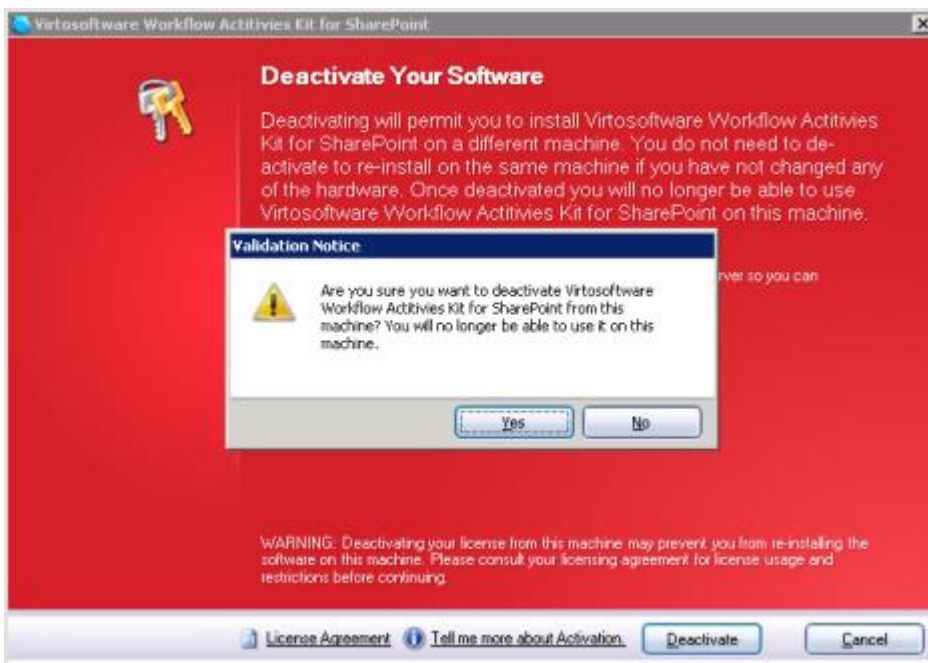 Virtosoftware Workflow Actitivies Kit for SharePoint
Deactivate Your Software
Deactivating will permit you to install Virtosoftware Workflow Actitivies
Kit for SharePoint on a different machine. You do not need to de-
activate to re-install on the same machine if you have not changed any
of the hardware. Once deactivated you will no longer be able to use
Virtosoftware Workflow Actitivies Kit for SharePoint on this machine.
Validation Notice
rver so you can
Are you sure you want to deactivate Virtosoftware
Workflow Actitivies Kit for SharePoint from this
machine? You will no longer be able to use it on this
machine.
Yes No
WARNING: Deactivating your license from this machine may prevent you from re-installing the
software on this machine. Please consult your licensing agreement for license usage and
restrictions before continuing.
License Agreement Tell me more about Activation. Deactivate Cancel